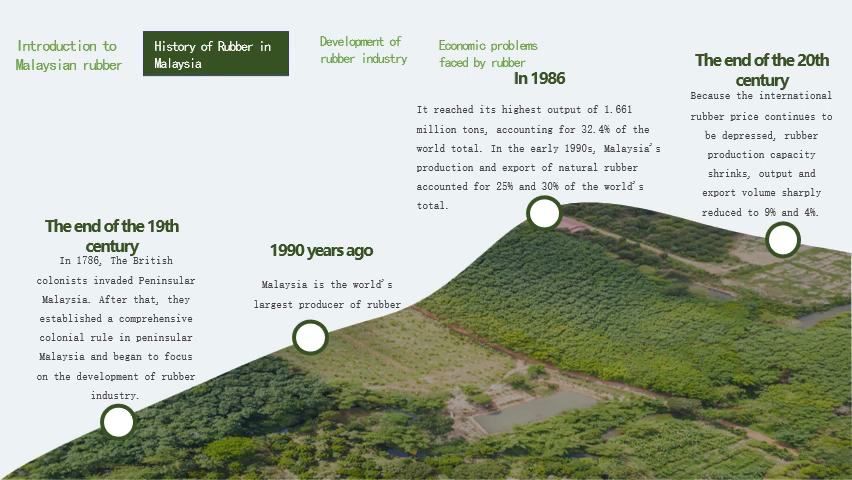 Introduction to
Malaysian rubber
History of Rubber in
Malaysia
Development of
rubber industry
Economic problems
faced by rubber
The end of the 19th
century
In 1786, The British
colonists invaded Peninsular
Malaysia. After that, they
established a comprehensive
colonial rule in peninsular
Malaysia and began to focus
on the development of rubber
industry.
1990 years ago
Malaysia is the world's
largest producer of rubber
In 1986
It reached its highest output of 1.661
million tons, accounting for 32.4% of the
world total. In the early 1990s, Malaysia's
production and export of natural rubber
accounted for 25% and 30% of the world's
total.
The end of the 20th
century
Because the international
rubber price continues to
be depressed, rubber
production capacity
shrinks, output and
export volume sharply
reduced to 9% and 4%.